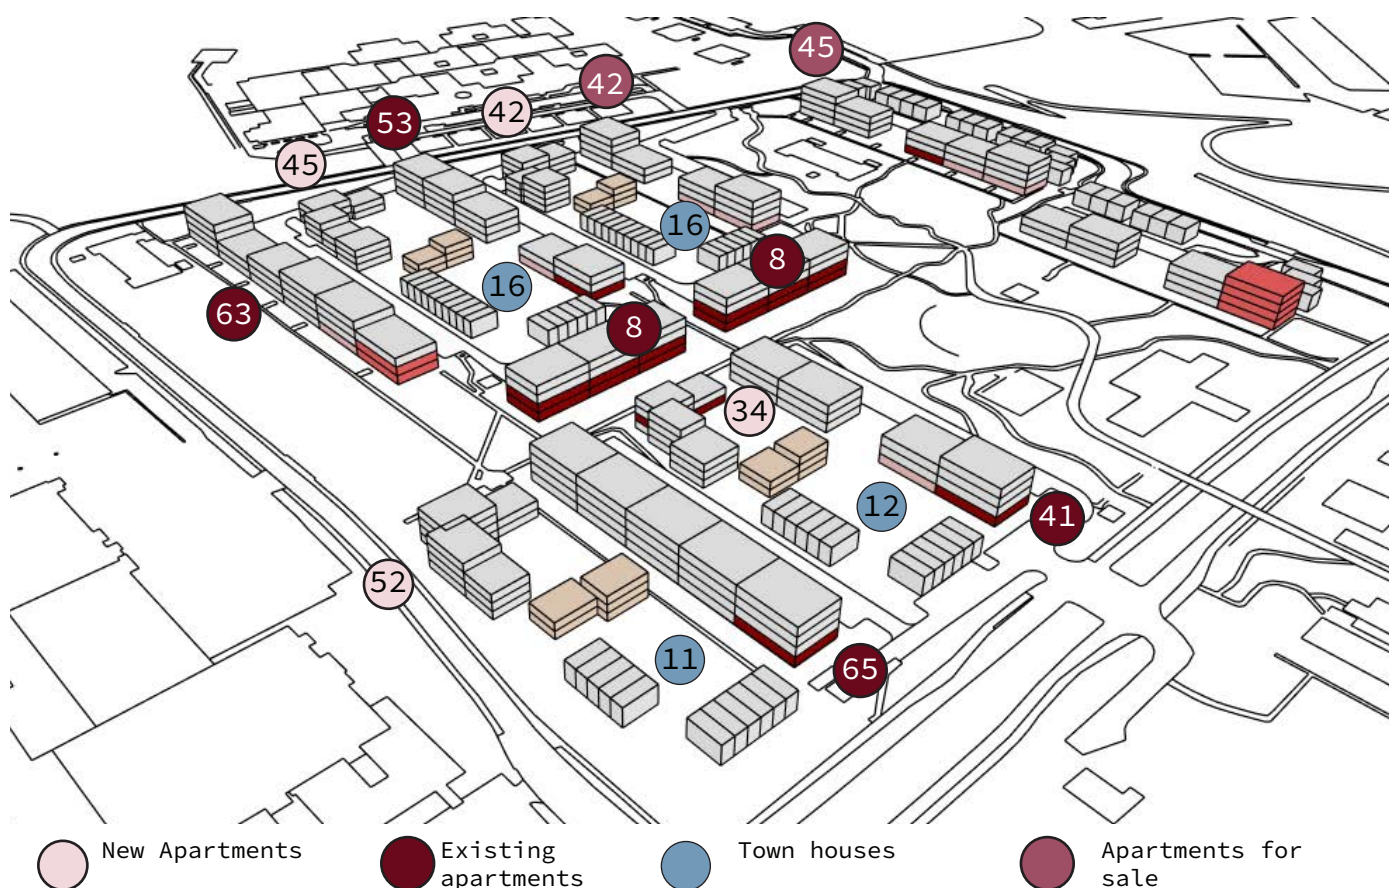 45
42
42
53
45
16
8
16
63
8
34
12
41
52
11
65
New Apartments
Existing
apartments
Town houses
Apartments for
sale